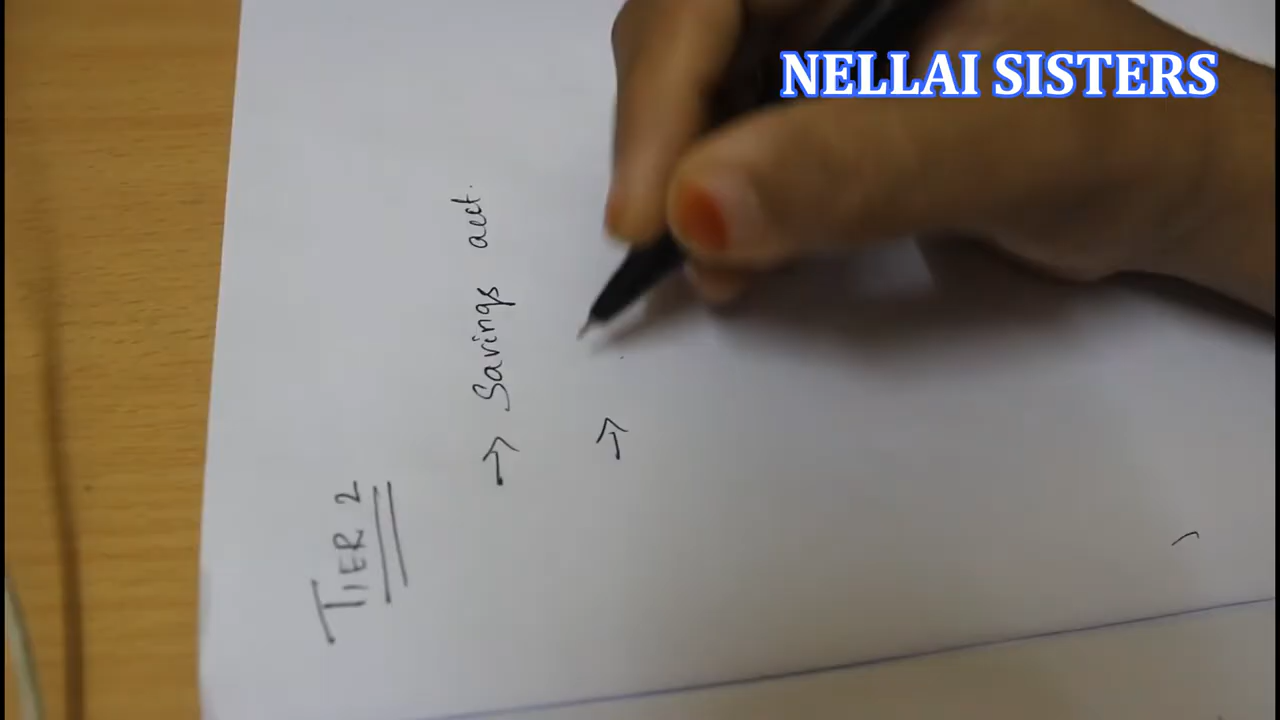 NELLAI SISTERS
TIER 2
→ Savings acct.
→